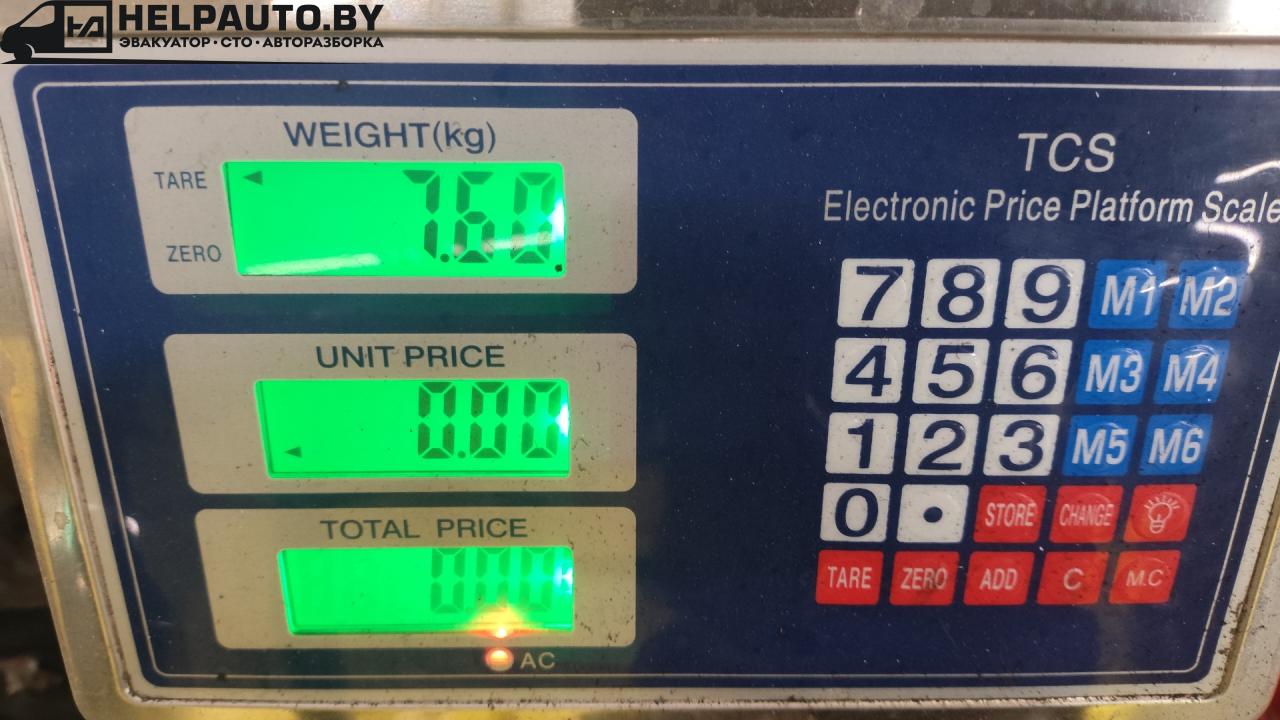 HELPAUTO.BY
ЭВАКУАТОР • СТО • АВТОРАЗБОРКА
WEIGHT(kg)
TARE
7.60
ZERO
UNIT PRICE
0.00
TOTAL PRICE
0.00
AC
TCS
Electronic Price Platform Scale
7 8 9 M1 M2
4 5 6 M3 M4
1 2 3 M5 M6
0 • STORE CHANGE
TARE ZERO ADD C M.C